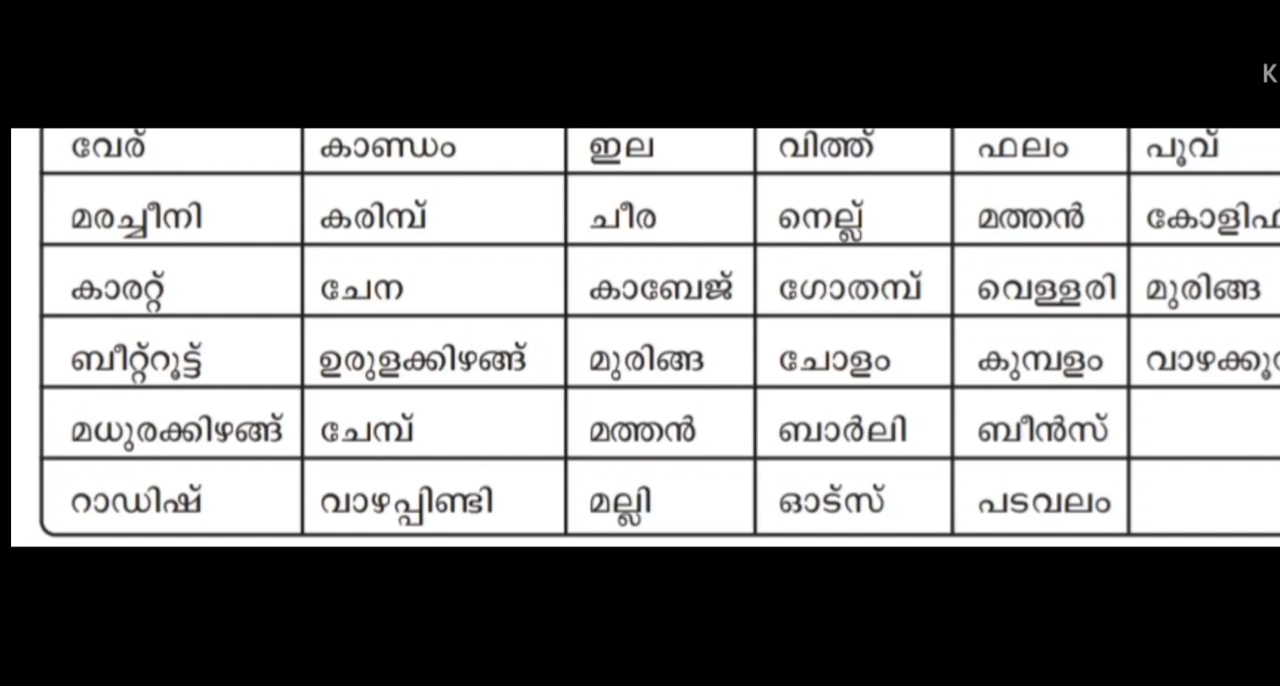 K
വേര് കാണ്ഡം ഇല വിത്ത് ഫലം പൂവ്
മരച്ചീനി കരിമ്പ് ചീര നെല്ല് മത്തൻ
കാരറ്റ് ചേന കാബേജ് ഗോതമ്പ് വെള്ളരി മുരിങ്ങ
ബീറ്റ്റൂട്ട് ഉരുളക്കിഴങ്ങ് മുരിങ്ങ ചോളം കുമ്പളം
മധുരക്കിഴങ്ങ് ചേമ്പ് മത്തൻ ബാർലി ബീൻസ്
റാഡിഷ് വാഴപ്പിണ്ടി മല്ലി ഓട്സ് പടവലം